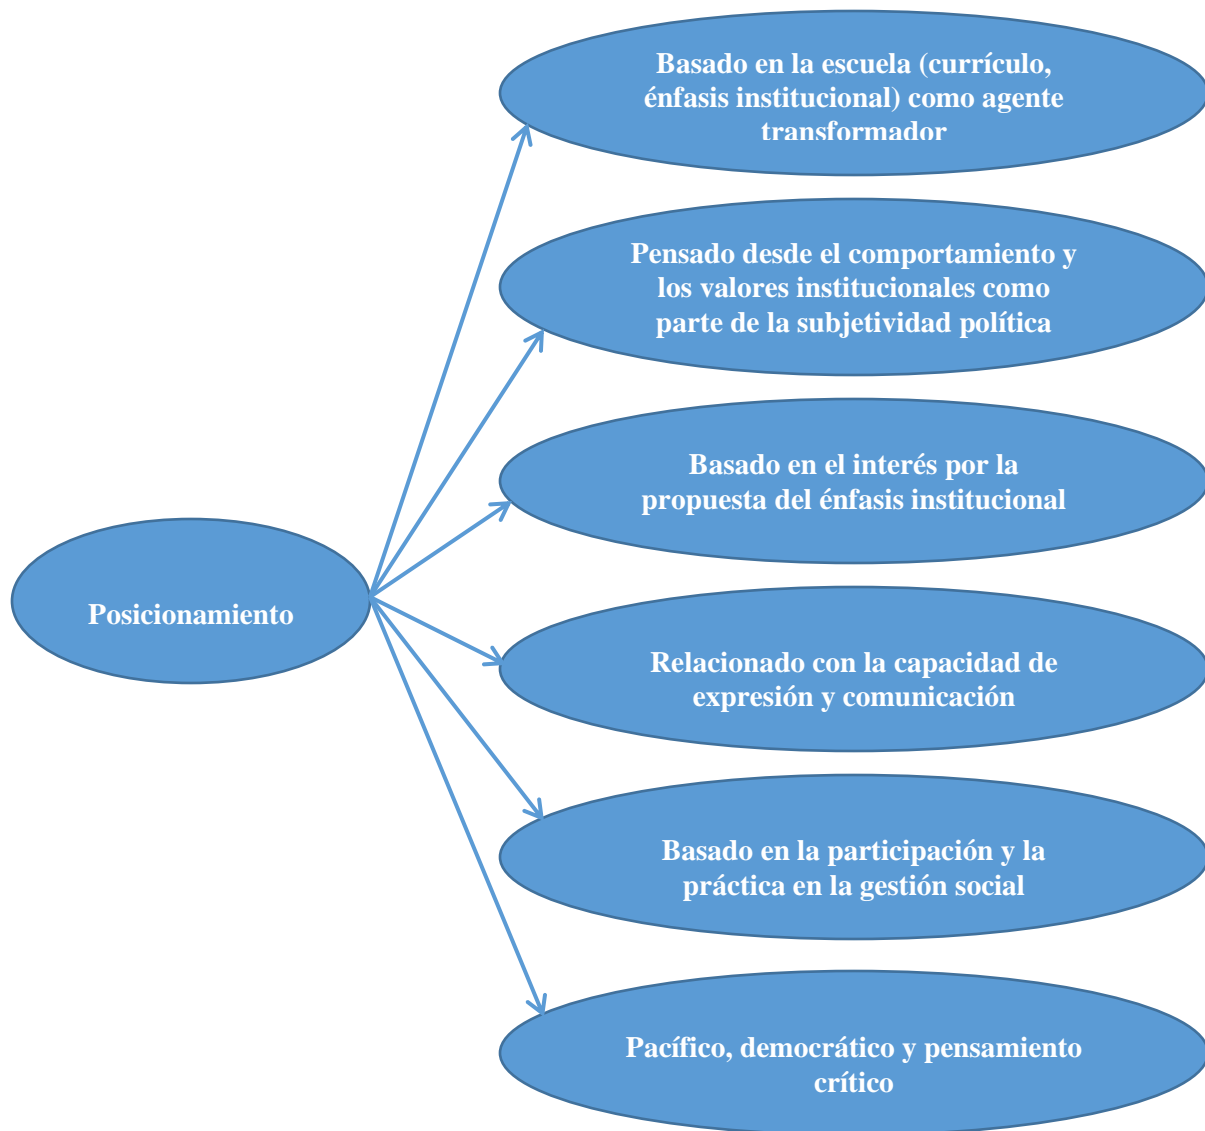 Basado en la escuela (currículo,
énfasis institucional) como agente
transformador
Pensado desde el comportamiento y
los valores institucionales como
parte de la subjetividad política
Basado en el interés por la
propuesta del énfasis institucional
Posicionamiento
Relacionado con la capacidad de
expresión y comunicación
Basado en la participación y la
práctica en la gestión social
Pacífico, democrático y pensamiento
crítico